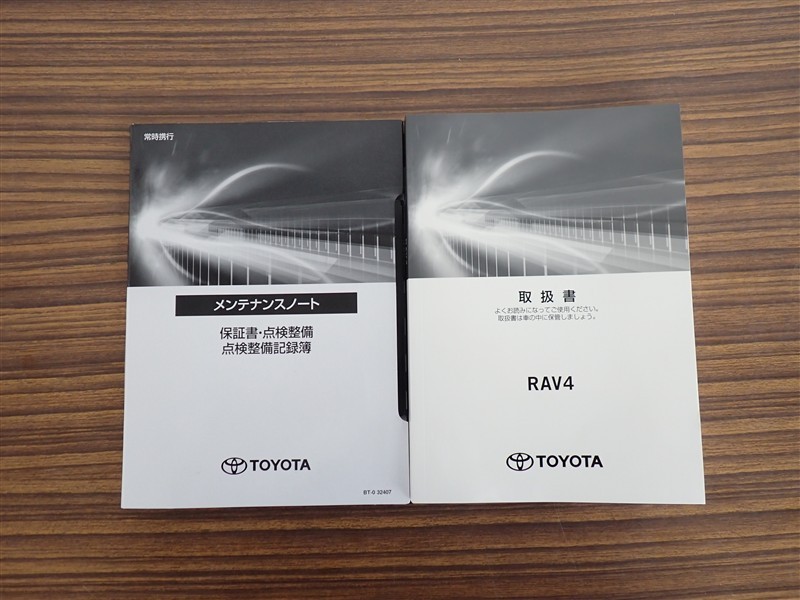 常時携行
メンテナンスノート
保証書・点検整備
点検整備記録簿
TOYOTA
BT-0 32407
取扱書
よくお読みになってご使用ください。
取扱書は車の中に保管しましょう。
RAV4
TOYOTA